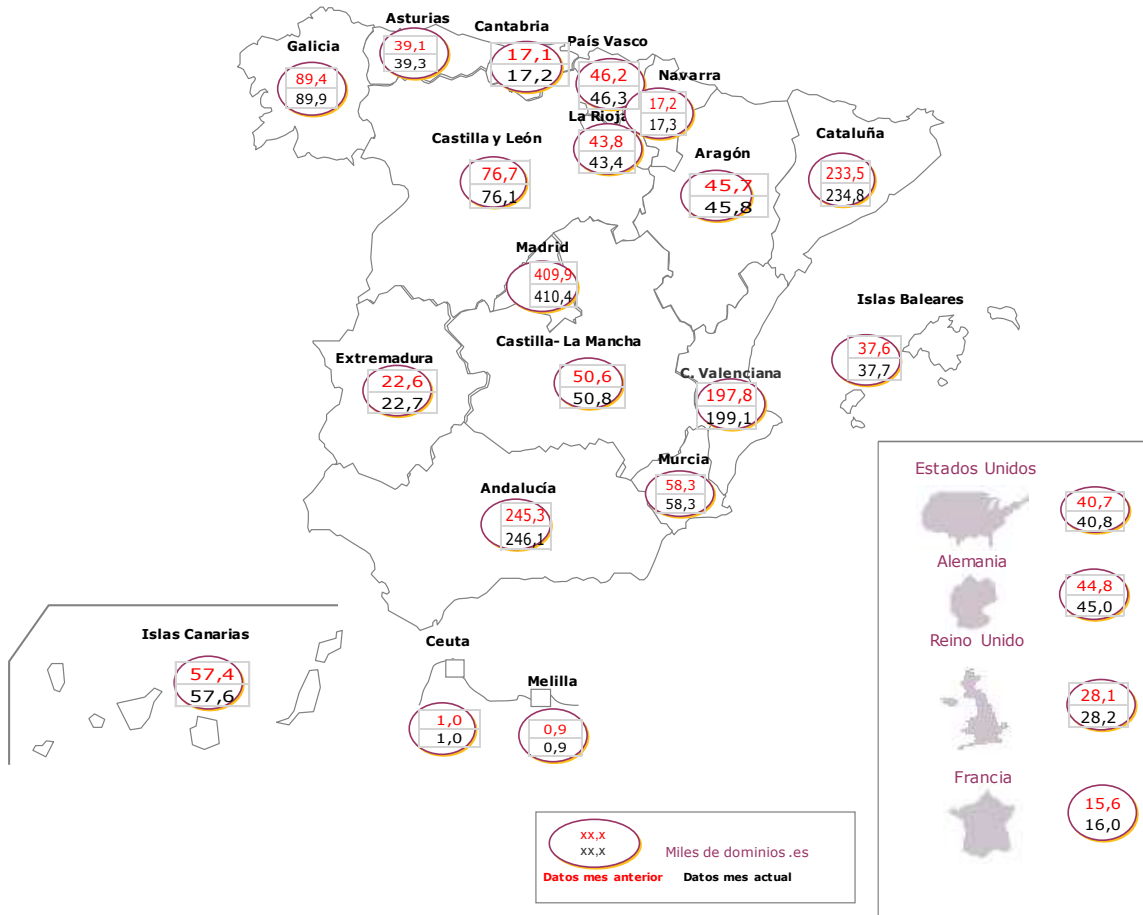 Asturias
39,1
39,3
Cantabria
17,1
17,2
País Vasco
46,2
46,3
Galicia
89,4
89,9
Navarra
17,2
17,3
La Rioja
43,8
43,4
Castilla y León
76,7
76,1
Aragón
45,7
45,8
Cataluña
233,5
234,8
Madrid
409,9
410,4
Islas Baleares
37,6
37,7
Extremadura
22,6
22,7
Castilla- La Mancha
50,6
50,8
C. Valenciana
197,8
199,1
Murcia
58,3
58,3
Andalucía
245,3
246,1
Islas Canarias
57,4
57,6
Ceuta
1,0
1,0
Melilla
0,9
0,9
Estados Unidos
40,7
40,8
Alemania
44,8
45,0
Reino Unido
28,1
28,2
Francia
15,6
16,0
xx,x
xx,x
Miles de dominios .es
Datos mes anterior Datos mes actual